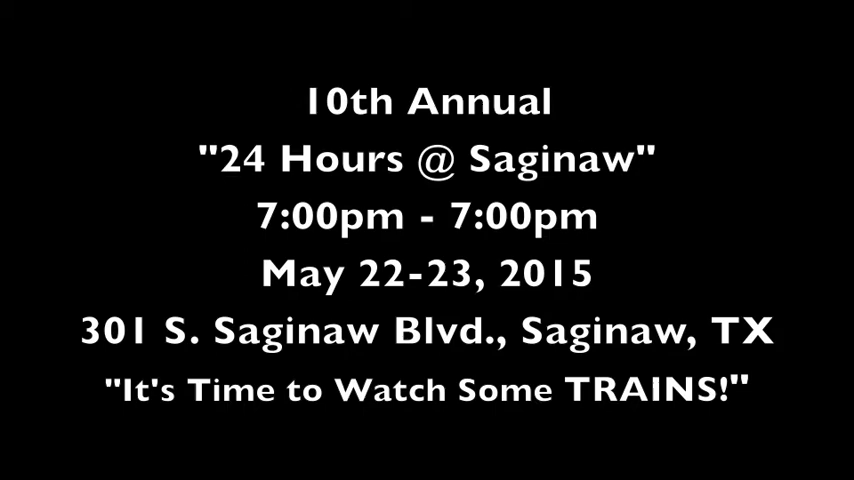 10th Annual
"24 Hours @ Saginaw"
7:00pm - 7:00pm
May 22-23, 2015
301 S. Saginaw Blvd., Saginaw, TX
"It's Time to Watch Some TRAINS!"